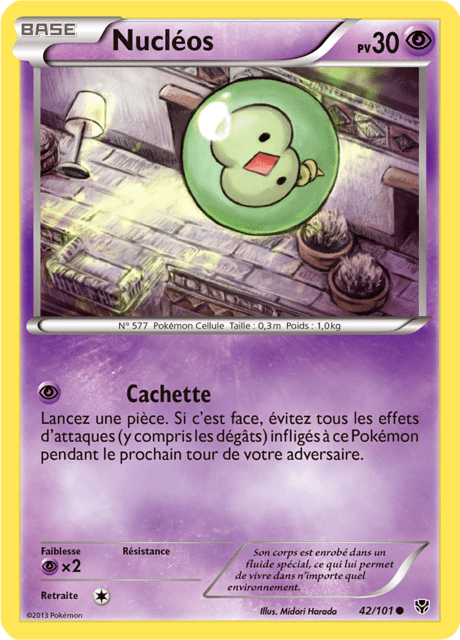 BASE
Nucléos
PV30
N° 577 Pokémon Cellule Taille : 0,3m Poids : 1,0kg
Cachette
Lancez une pièce. Si c'est face, évitez tous les effets
d'attaques (y compris les dégâts) infligés à ce Pokémon
pendant le prochain tour de votre adversaire.
Faiblesse
Résistance
×2
Retraite
Son corps est enrobé dans un
fluide spécial, ce qui lui permet
de vivre dans n'importe quel
environnement.
©2013 Pokémon
Illus. Midori Harada
42/101